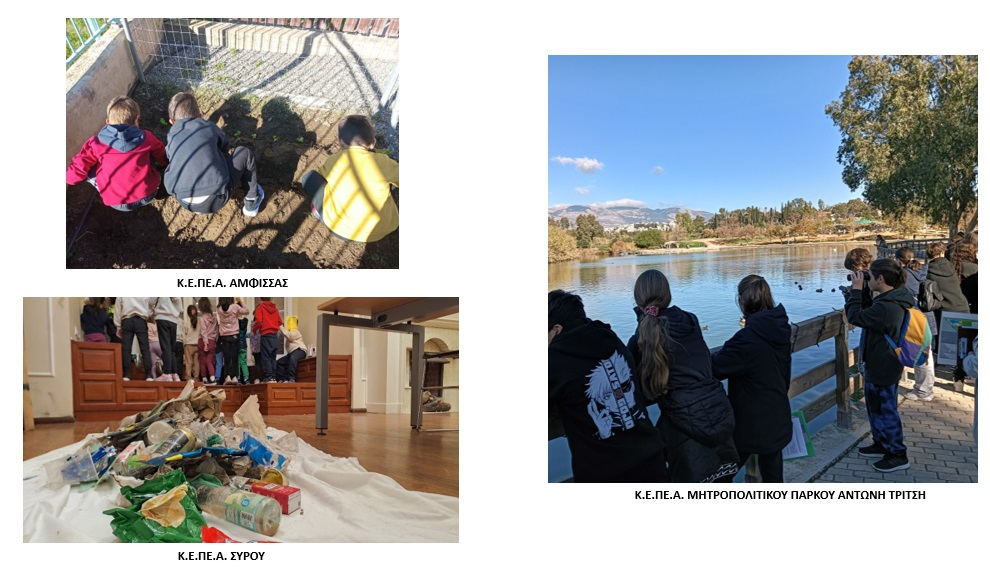 Κ.Ε.ΠΕ.Α. ΑΜΦΙΣΣΑΣ
Κ.Ε.ΠΕ.Α. ΣΥΡΟΥ
Κ.Ε.ΠΕ.Α. ΜΗΤΡΟΠΟΛΙΤΙΚΟΥ ΠΑΡΚΟΥ ΑΝΤΩΝΗ ΤΡΙΤΣΗ